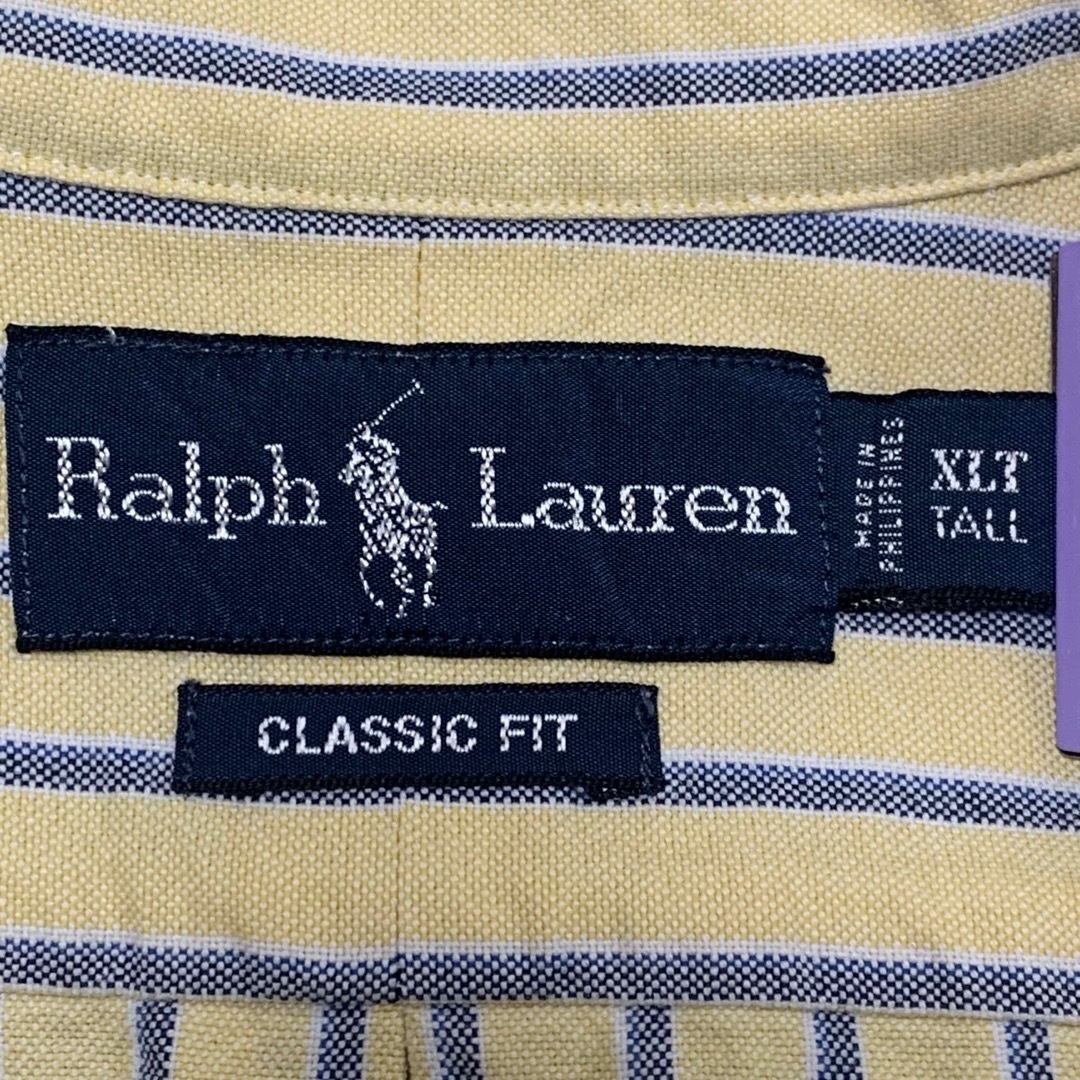 Ralph Lauren
MADE IN
PHILIPPINES
XLT
TALL
CLASSIC FIT